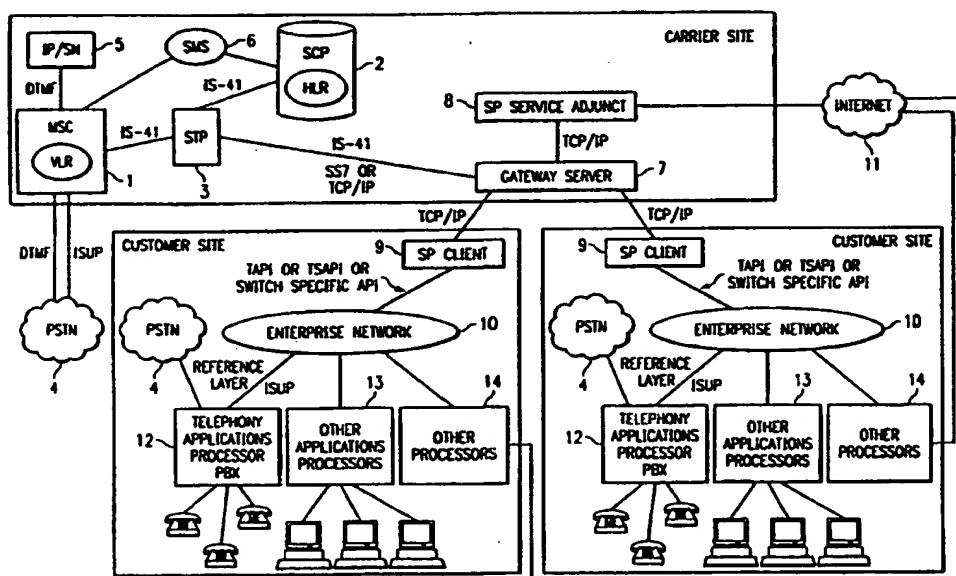 CARRIER SITE
IP/SN
5
SMS
6
SCP
HLR
2
DTMF
IS-41
MSC
VLR
1
IS-41
STP
3
IS-41
SS7 OR
TCP/IP
8
SP SERVICE ADJUNCT
TCP/IP
GATEWAY SERVER
7
INTERNET
11
DTMF
ISUP
PSTN
4
TCP/IP
TCP/IP
CUSTOMER SITE
9
SP CLIENT
TAPI OR TSAPI OR
SWITCH SPECIFIC API
PSTN
4
ENTERPRISE NETWORK
10
REFERENCE
LAYER
ISUP
13
14
12
TELEPHONY
APPLICATIONS
PROCESSOR
PBX
OTHER
APPLICATIONS
PROCESSORS
OTHER
PROCESSORS
CUSTOMER SITE
9
SP CLIENT
TAPI OR TSAPI OR
SWITCH SPECIFIC API
PSTN
4
ENTERPRISE NETWORK
10
REFERENCE
LAYER
ISUP
13
14
12
TELEPHONY
APPLICATIONS
PROCESSOR
PBX
OTHER
APPLICATIONS
PROCESSORS
OTHER
PROCESSORS